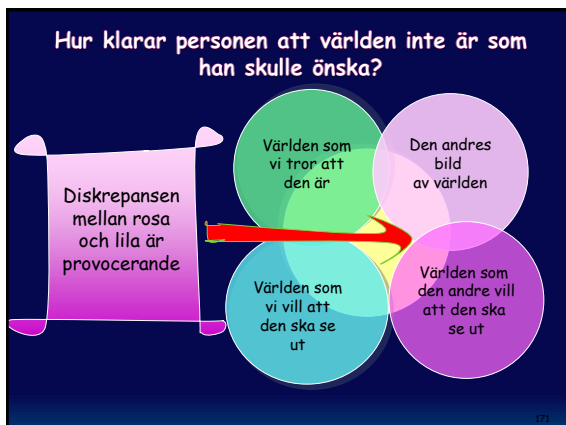 Hur klarar personen att världen inte är som
han skulle önska?
Diskrepansen
mellan rosa
och lila är
provocerande
Världen som
vi tror att
den är
Den andres
bild
av världen
Världen som
vi vill att
den ska se
ut
Världen som
den andre vill
att den ska
se ut
171